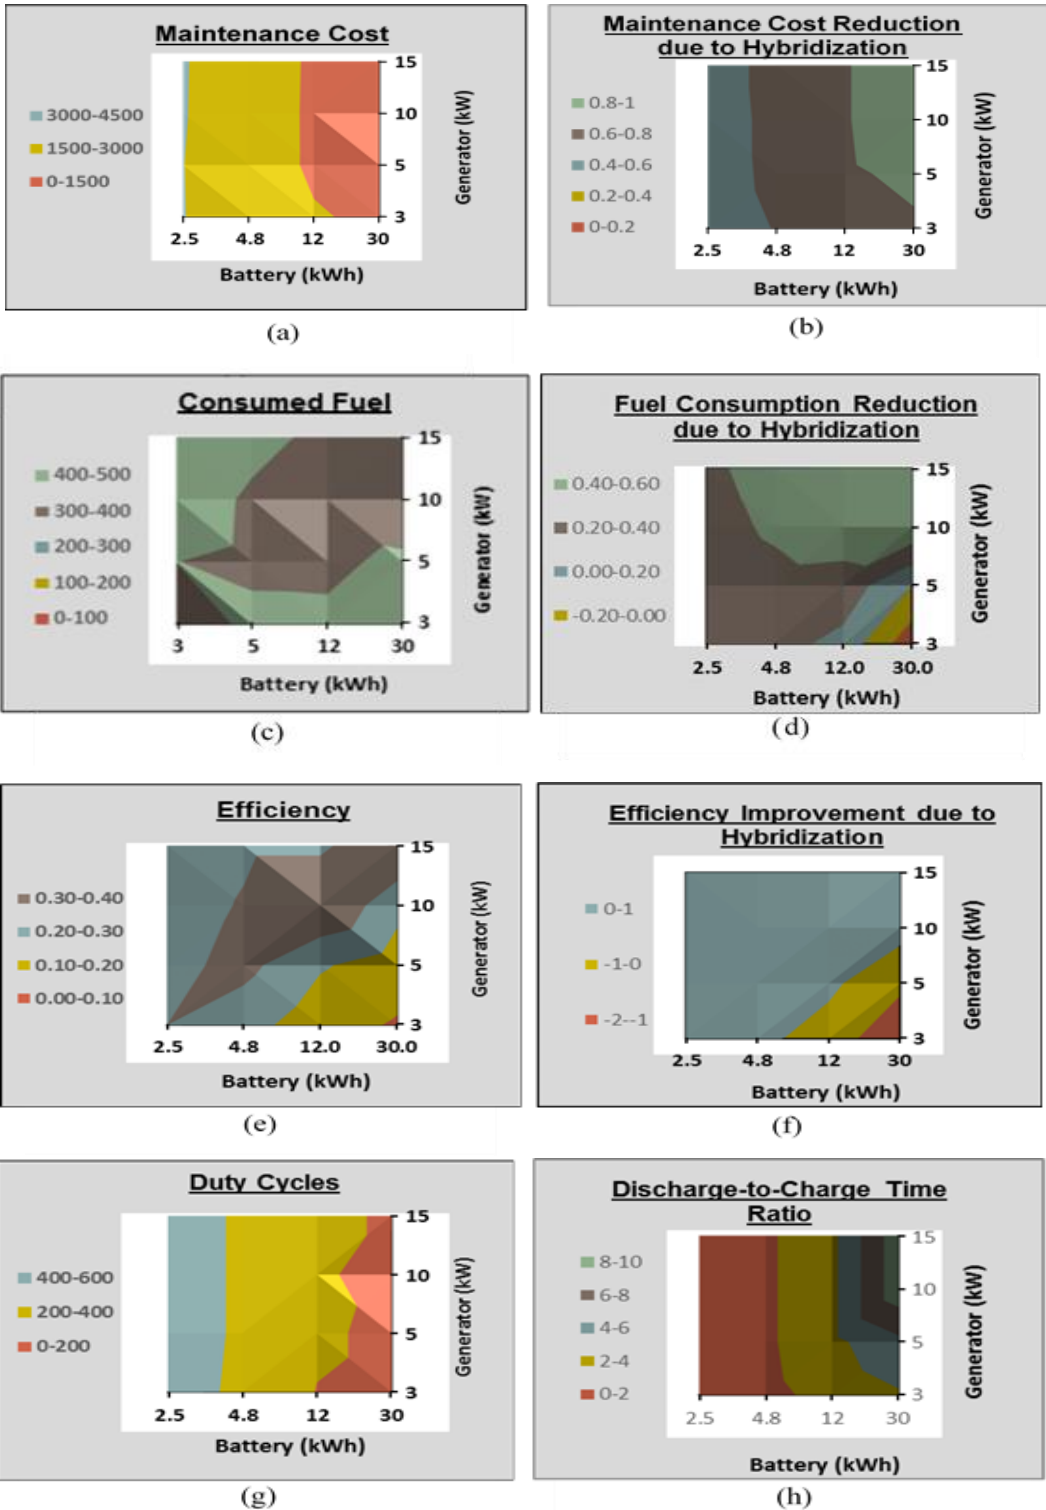 Maintenance Cost
3000-4500
1500-3000
0-1500
15
10
5
3
2.5 4.8 12 30
Generator (kW)
Battery (kWh)
(a)
Maintenance Cost Reduction
due to Hybridization
0.8-1
0.6-0.8
0.4-0.6
0.2-0.4
0-0.2
15
10
5
3
2.5 4.8 12 30
Generator (kW)
Battery (kWh)
(b)
Consumed Fuel
400-500
300-400
200-300
100-200
0-100
15
10
5
3
3 5 12 30
Generator (kW)
Battery (kWh)
(c)
Fuel Consumption Reduction
due to Hybridization
0.40-0.60
0.20-0.40
0.00-0.20
-0.20-0.00
15
10
5
3
2.5 4.8 12.0 30.0
Generator (kW)
Battery (kWh)
(d)
Efficiency
0.30-0.40
0.20-0.30
0.10-0.20
0.00-0.10
15
10
5
3
2.5 4.8 12.0 30.0
Generator (kW)
Battery (kWh)
(e)
Efficiency Improvement due to
Hybridization
0-1
-1-0
-2--1
15
10
5
3
2.5 4.8 12 30
Generator (kW)
Battery (kWh)
(f)
Duty Cycles
400-600
200-400
0-200
15
10
5
3
2.5 4.8 12 30
Generator (kW)
Battery (kWh)
(g)
Discharge-to-Charge Time
Ratio
8-10
6-8
4-6
2-4
0-2
15
10
5
3
2.5 4.8 12 30
Generator (kW)
Battery (kWh)
(h)